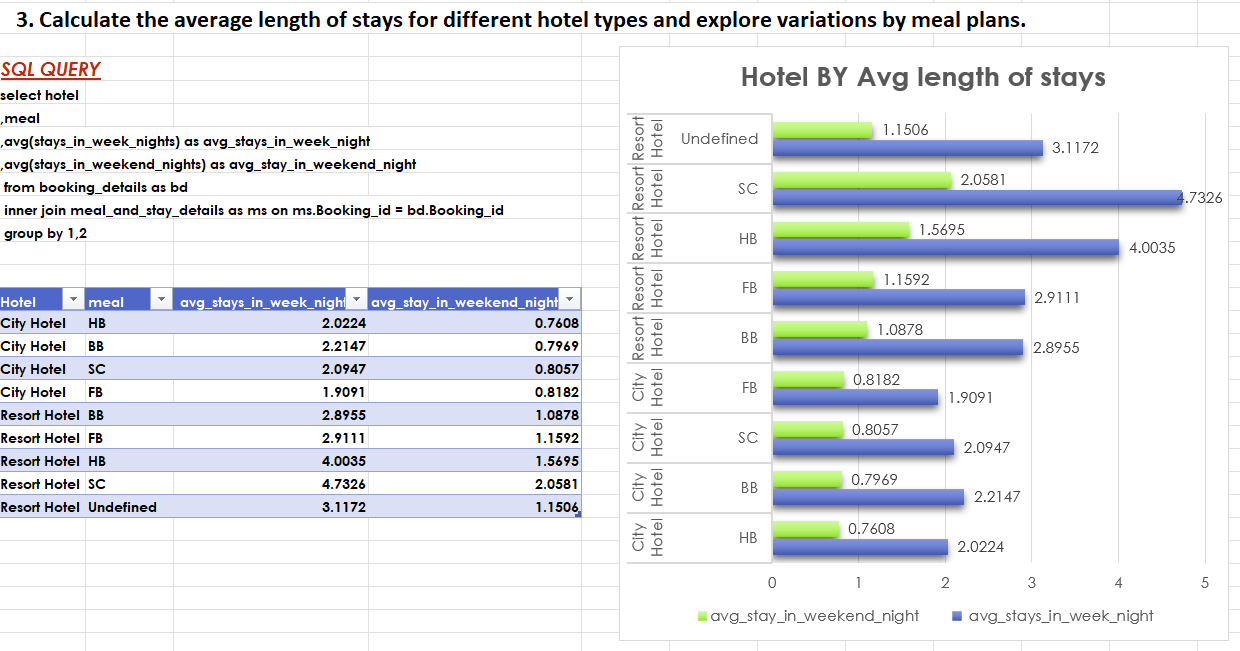 3. Calculate the average length of stays for different hotel types and explore variations by meal plans.
SQL QUERY
select hotel
,meal
,avg(stays_in_week_nights) as avg_stays_in_week_night
,avg(stays_in_weekend_nights) as avg_stay_in_weekend_night
from booking_details as bd
inner join meal_and_stay_details as ms on ms.Booking_id = bd.Booking_id
group by 1,2
Hotel meal avg_stays_in_week_night avg_stay_in_weekend_night
City Hotel HB 2.0224 0.7608
City Hotel BB 2.2147 0.7969
City Hotel SC 2.0947 0.8057
City Hotel FB 1.9091 0.8182
Resort Hotel BB 2.8955 1.0878
Resort Hotel FB 2.9111 1.1592
Resort Hotel HB 4.0035 1.5695
Resort Hotel SC 4.7326 2.0581
Resort Hotel Undefined 3.1172 1.1506
Hotel BY Avg length of stays
Resort Hotel Undefined 1.1506
3.1172
Resort Hotel SC 2.0581
4.7326
Resort Hotel HB 1.5695
4.0035
Resort Hotel FB 1.1592
2.9111
Resort Hotel BB 1.0878
2.8955
City Hotel FB 0.8182
1.9091
City Hotel SC 0.8057
2.0947
City Hotel BB 0.7969
2.2147
City Hotel HB 0.7608
2.0224
0 1 2 3 4 5
avg_stay_in_weekend_night avg_stays_in_week_night